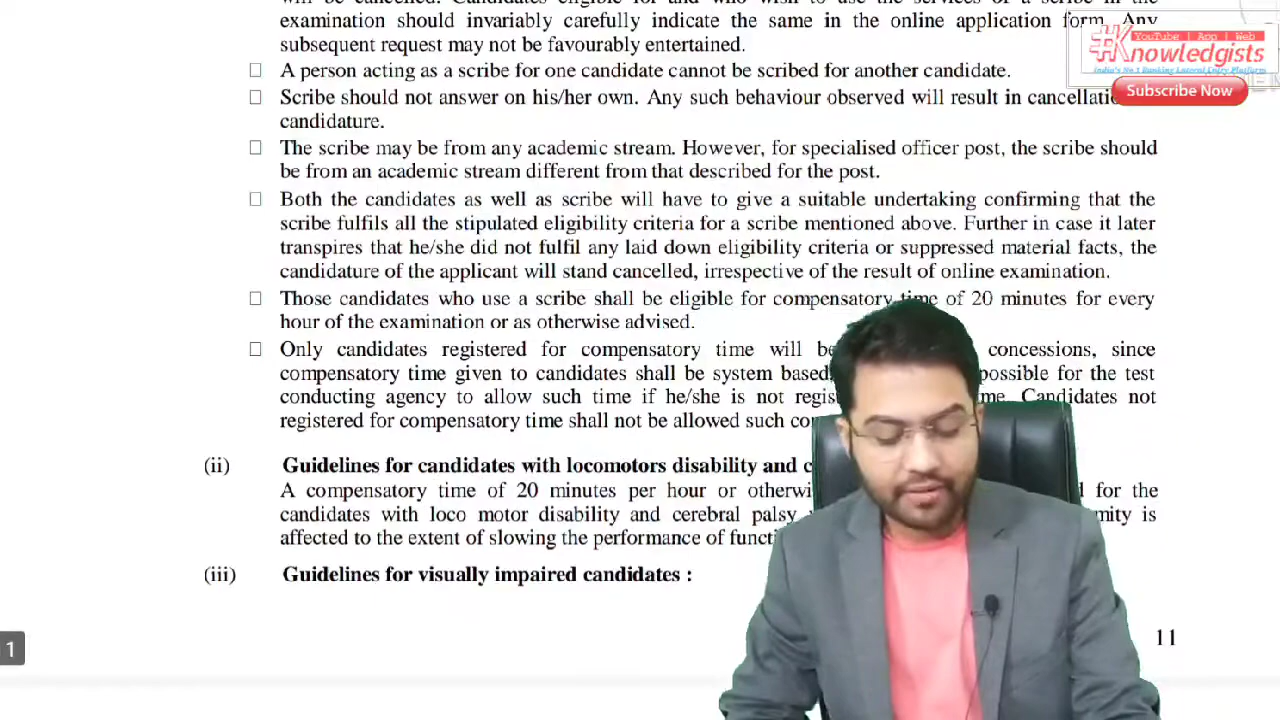 will be cancelled. Candidates eligible for and who wish to use the services of a scribe in the
examination should invariably carefully indicate the same in the online application form. Any
subsequent request may not be favourably entertained.
A person acting as a scribe for one candidate cannot be scribed for another candidate.
Scribe should not answer on his/her own. Any such behaviour observed will result in
candidature.
The scribe may be from any academic stream. However, for specialised officer post, the scribe should
be from an academic stream different from that described for the post.
Both the candidates as well as scribe will have to give a suitable undertaking confirming that the
scribe fulfils all the stipulated eligibility criteria for a scribe mentioned above. Further in case it later
transpires that he/she did not fulfil any laid down eligibility criteria or suppressed material facts, the
candidature of the applicant will stand cancelled, irrespective of the result of online examination.
Those candidates who use a scribe shall be eligible for compensatory time of 20 minutes for every
hour of the examination or as otherwise advised.
Only candidates registered for compensatory time will be concessions, since
compensatory time given to candidates shall be system based, possible for the test
conducting agency to allow such time if he/she is not Candidates not
registered for compensatory time shall not be allowed such
(ii) Guidelines for candidates with locomotors disability and
A compensatory time of 20 minutes per hour or for the
candidates with loco motor disability and cerebral palsy is
affected to the extent of slowing the performance of
(iii) Guidelines for visually impaired candidates :
11
1
YouTube | App | Web
#Knowledgists
India's No 1 Banking Lateral Entry Platform
Subscribe Now